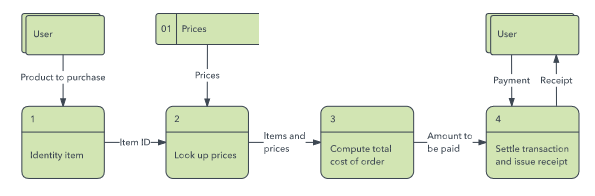 User
01 Prices
User
Product to purchase
Prices
Payment
Receipt
1
Identity item
Item ID
2
Look up prices
Items and
prices
3
Compute total
cost of order
Amount to
be paid
4
Settle transaction
and issue receipt